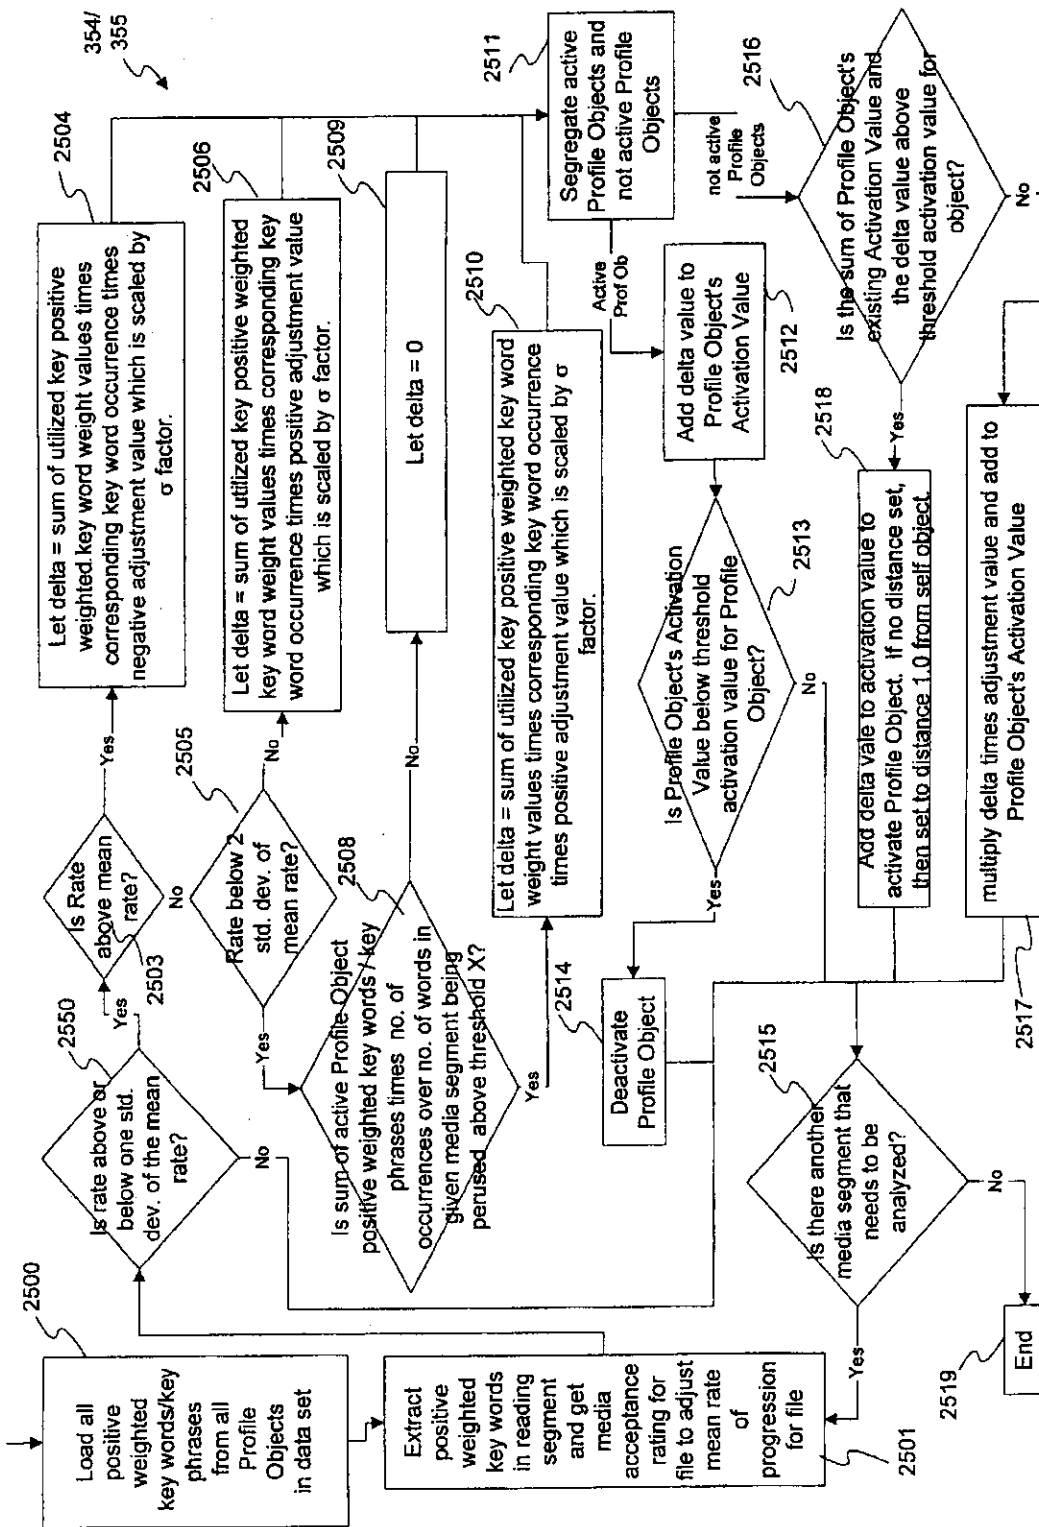 354/
355
2500
Load all
positive
weighted
key words/key
phrases
from all
Profile
Objects
in data set
Extract
positive
weighted
key words
in reading
segment
and get
media
acceptance
rating for
file to adjust
mean rate
of
progression
for file
2501
2550
Is rate above or
below one std.
dev. of the mean
rate?
Yes
No
Is Rate
above mean
rate?
2503
Yes
No
2504
Let delta = sum of utilized key positive
weighted key word weight values times
corresponding key word occurrence times
negative adjustment value which is scaled by
σ factor.
2505
Rate below 2
std. dev. of
mean rate?
No
Yes
2506
Let delta = sum of utilized key positive weighted
key word weight values times corresponding key
word occurrence times positive adjustment value
which is scaled by σ factor.
2508
Is sum of active Profile Object
positive weighted key words / key
phrases times no. of
occurrences over no. of words in
given media segment being
perused above threshold X?
No
Yes
2509
Let delta = 0
2510
Let delta = sum of utilized key positive weighted key word
weight values times corresponding key word occurrence
times positive adjustment value which is scaled by σ
factor.
2511
Segregate active
Profile Objects and
not active Profile
Objects
Active
Prof Ob
not active
Profile
Objects
Add delta value to
Profile Object's
Activation Value
2512
Is Profile Object's Activation
Value below threshold
activation value for Profile
Object?
2513
Yes
No
2514
Deactivate
Profile Object
2516
Is the sum of Profile Object's
existing Activation Value and
the delta value above
threshold activation value for
object?
Yes
No
2518
Add delta vale to activation value to
activate Profile Object. If no distance set,
then set to distance 1.0 from self object.
multiply delta times adjustment value and add to
Profile Object's Activation Value
2517
2515
Is there another
media segment that
needs to be
analyzed?
Yes
No
2519
End